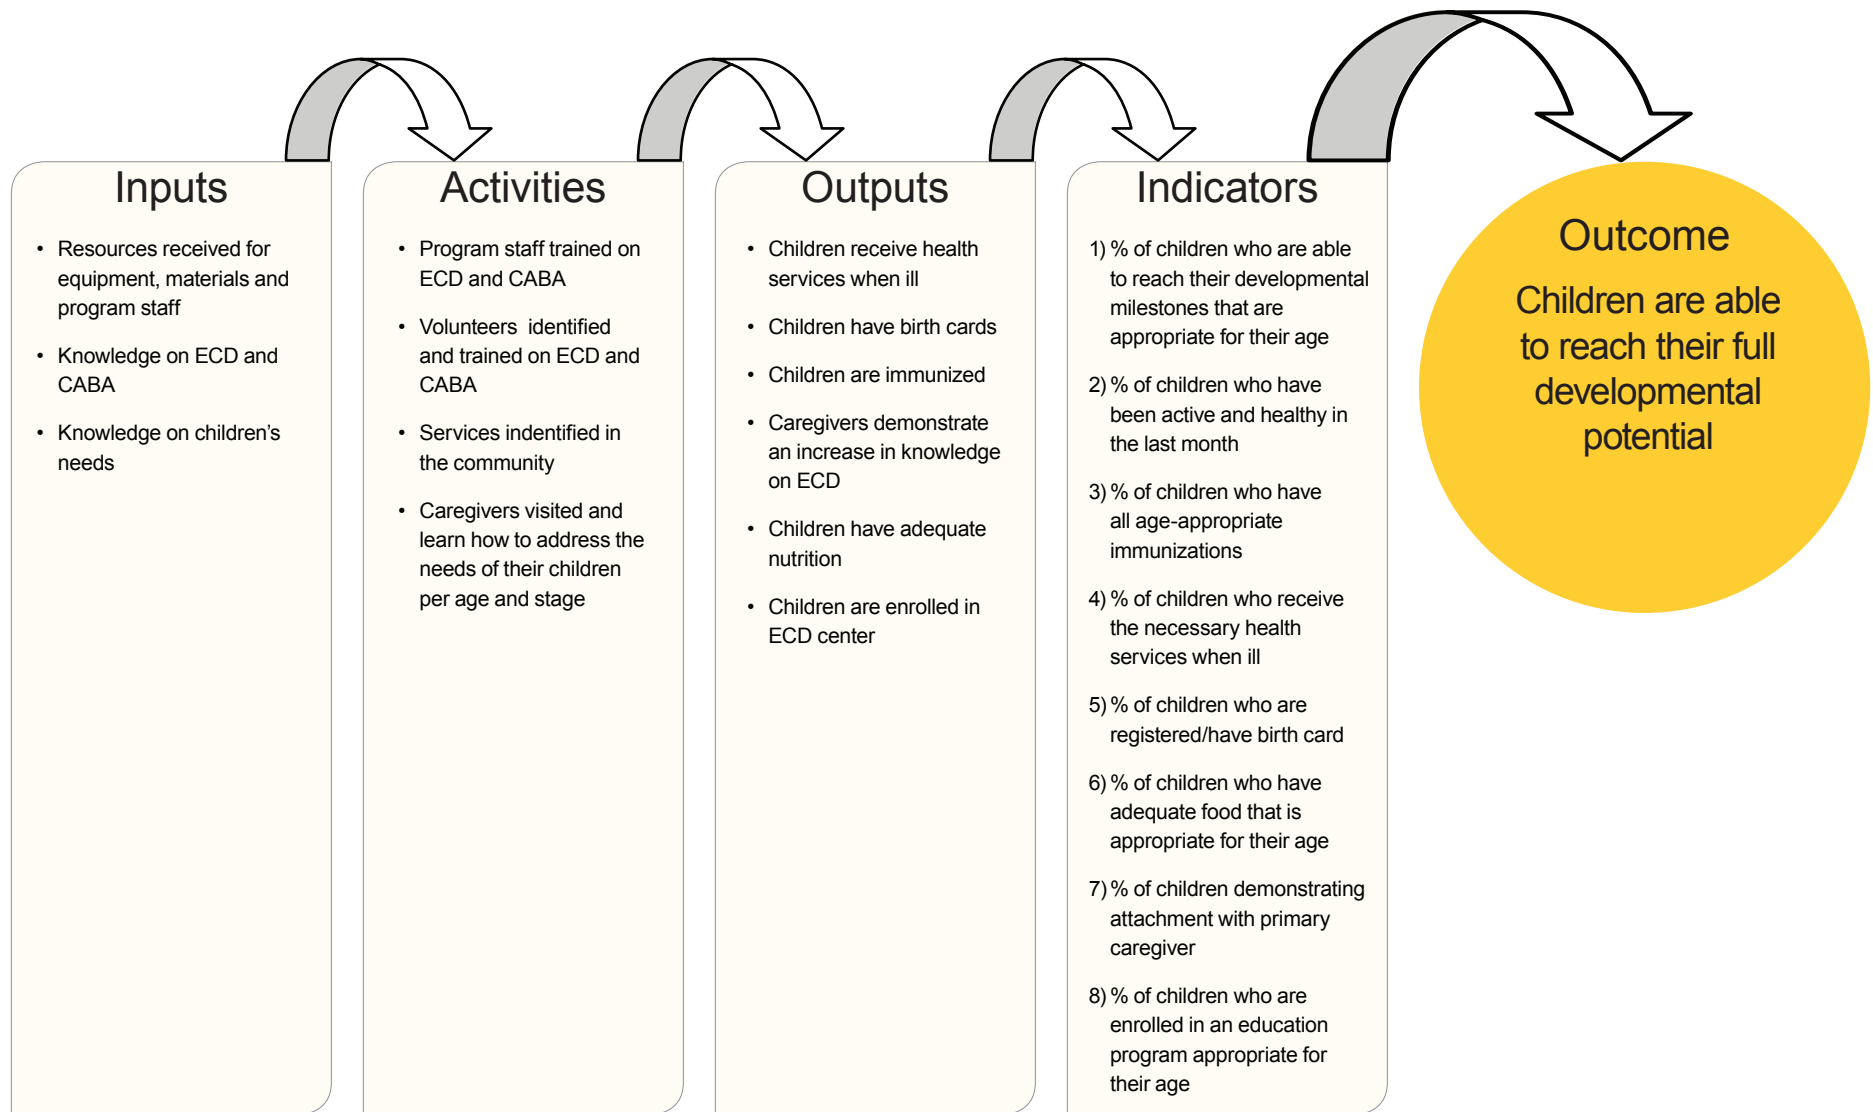 Inputs
• Resources received for
equipment, materials and
program staff
• Knowledge on ECD and
CABA
• Knowledge on children’s
needs
Activities
• Program staff trained on
ECD and CABA
• Volunteers identified
and trained on ECD and
CABA
• Services indentified in
the community
• Caregivers visited and
learn how to address the
needs of their children
per age and stage
Outputs
• Children receive health
services when ill
• Children have birth cards
• Children are immunized
• Caregivers demonstrate
an increase in knowledge
on ECD
• Children have adequate
nutrition
• Children are enrolled in
ECD center
Indicators
1) % of children who are able
to reach their developmental
milestones that are
appropriate for their age
2) % of children who have
been active and healthy in
the last month
3) % of children who have
all age-appropriate
immunizations
4) % of children who receive
the necessary health
services when ill
5) % of children who are
registered/have birth card
6) % of children who have
adequate food that is
appropriate for their age
7) % of children demonstrating
attachment with primary
caregiver
8) % of children who are
enrolled in an education
program appropriate for
their age
Outcome
Children are able
to reach their full
developmental
potential